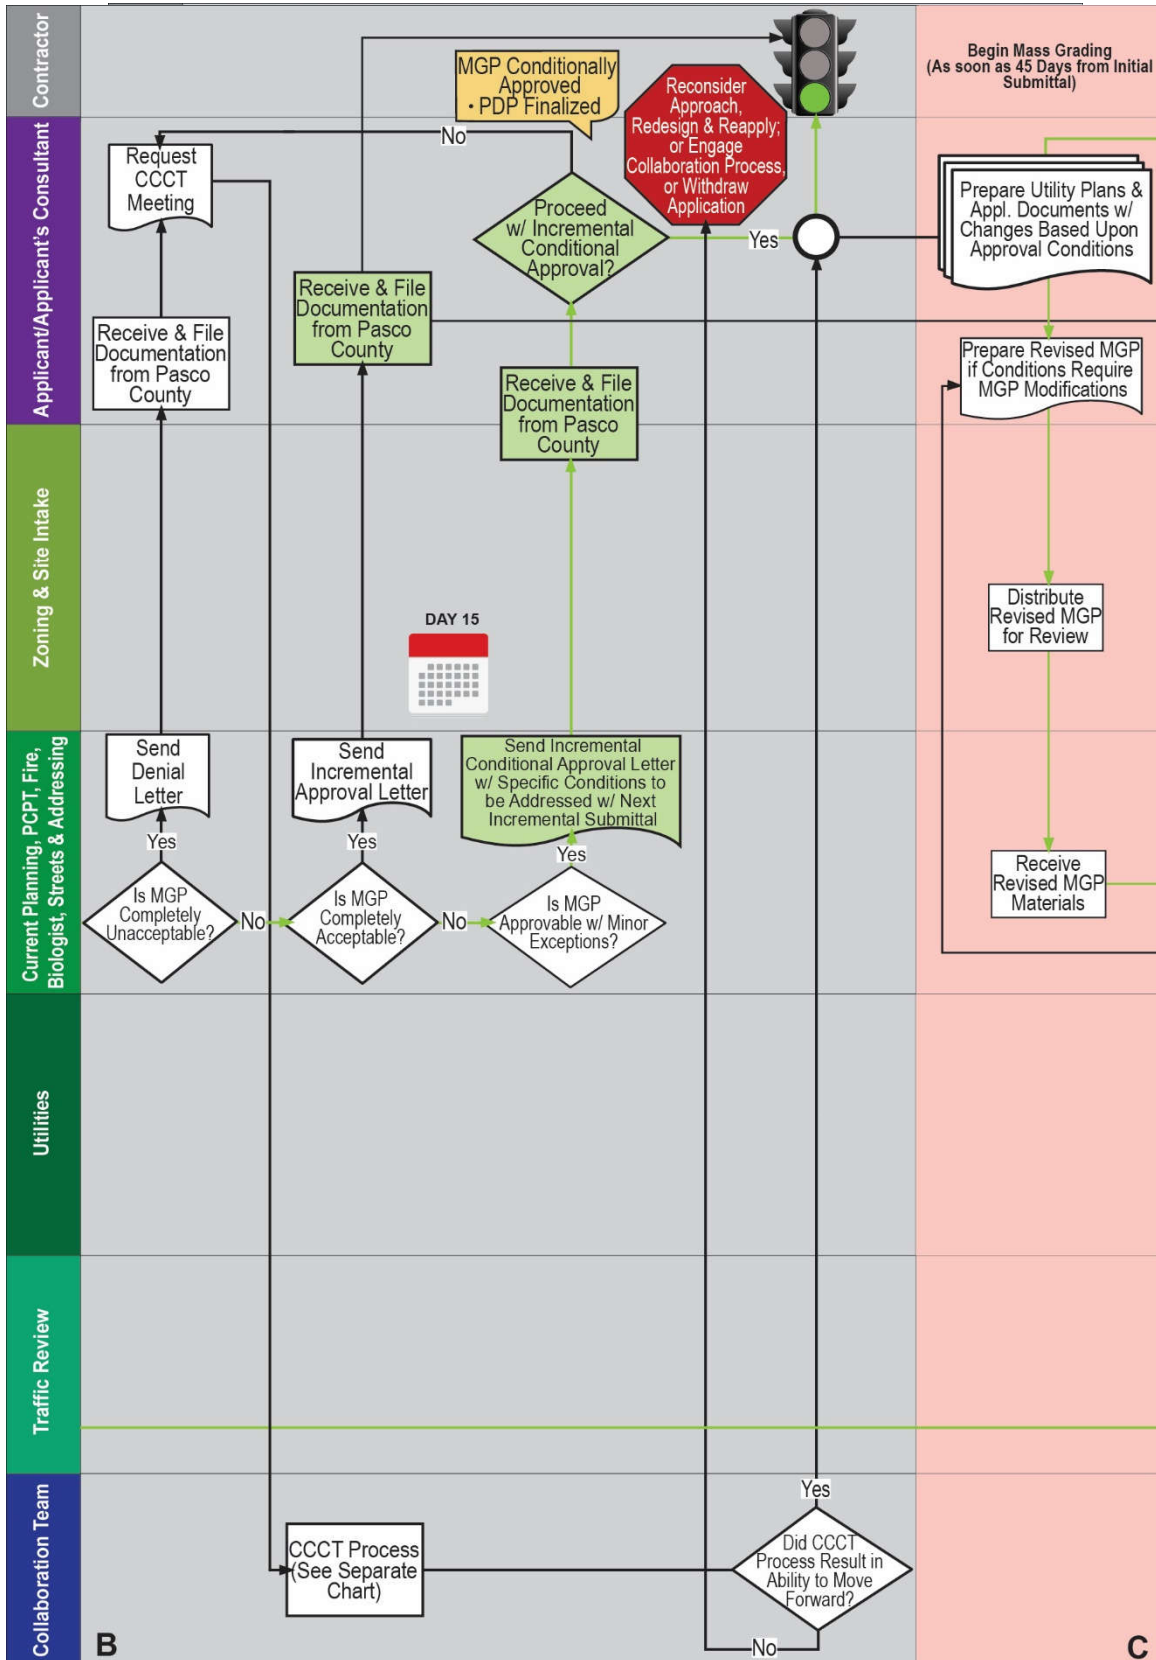 Contractor
Begin Mass Grading
(As soon as 45 Days from Initial
Submittal)
MGP Conditionally
Approved
• PDP Finalized
Reconsider
Approach,
Redesign & Reapply;
or Engage
Collaboration Process,
or Withdraw
Application
Applicant/Applicant's Consultant
No
Request
CCCT
Meeting
Proceed
w/ Incremental
Conditional
Approval?
Yes
Prepare Utility Plans &
Appl. Documents w/
Changes Based Upon
Approval Conditions
Receive & File
Documentation
from Pasco
County
Receive & File
Documentation
from Pasco
County
Receive & File
Documentation
from Pasco
County
Prepare Revised MGP
if Conditions Require
MGP Modifications
Zoning & Site Intake
DAY 15
Distribute
Revised MGP
for Review
Current Planning, PCPT, Fire,
Biologist, Streets & Addressing
Send
Denial
Letter
Send
Incremental
Approval Letter
Send Incremental
Conditional Approval Letter
w/ Specific Conditions to
be Addressed w/ Next
Incremental Submittal
Yes
Yes
Yes
Is MGP
Completely
Unacceptable?
No
Is MGP
Completely
Acceptable?
No
Is MGP
Approvable w/ Minor
Exceptions?
Receive
Revised MGP
Materials
Utilities
Traffic Review
Collaboration Team
CCCT Process
(See Separate
Chart)
Yes
Did CCCT
Process Result in
Ability to Move
Forward?
No
B
C